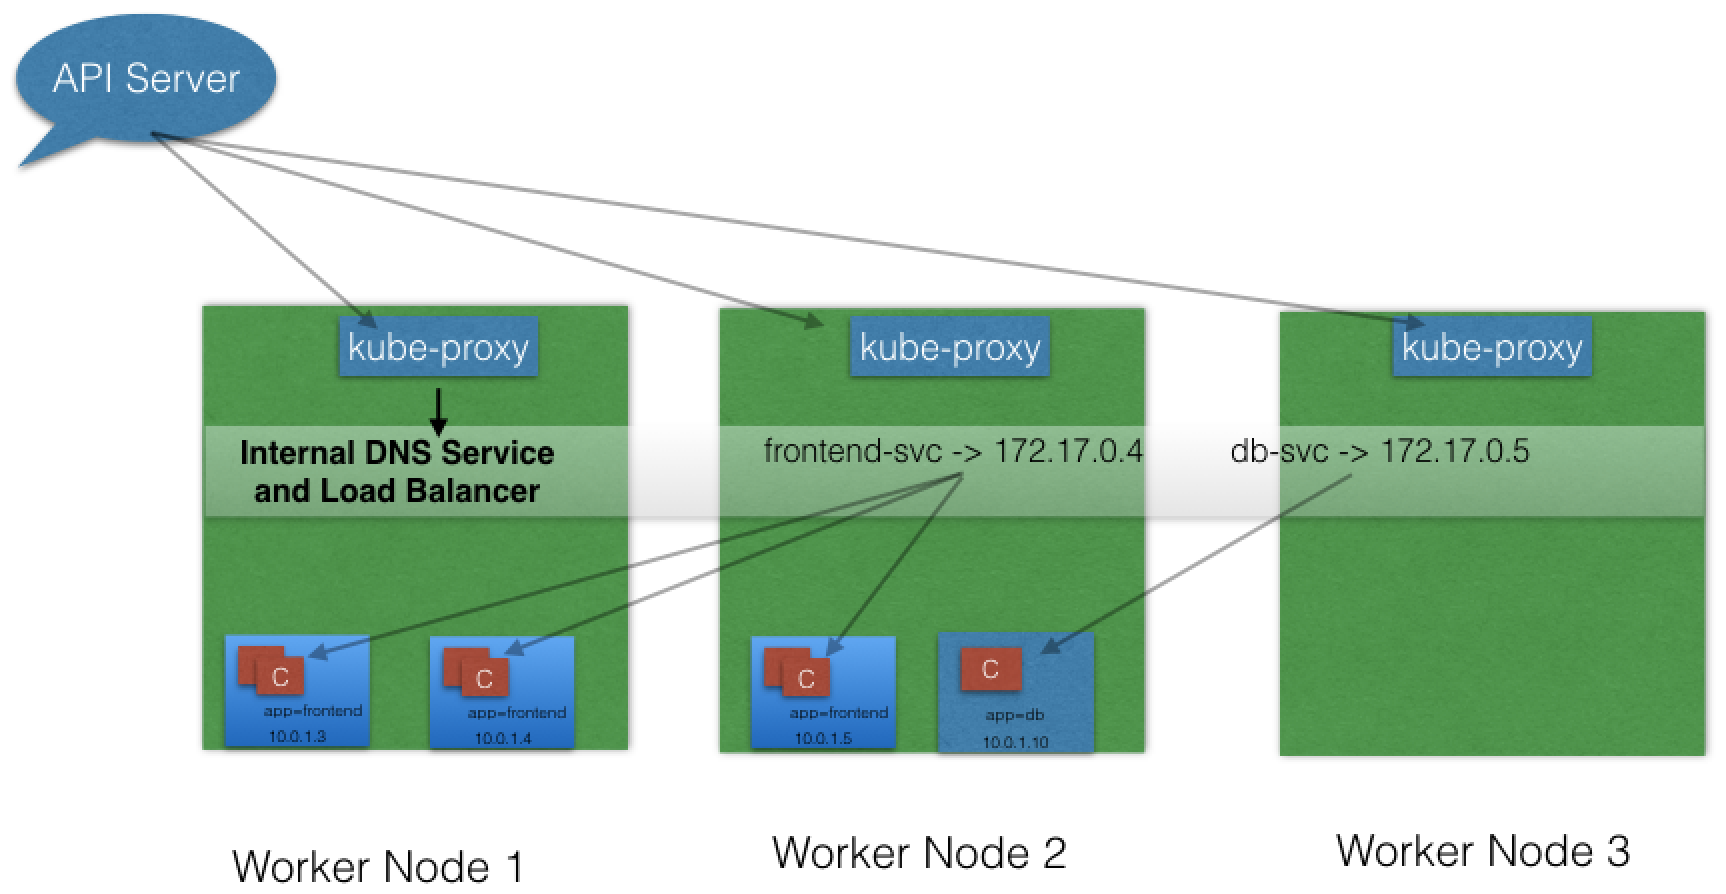 API Server
kube-proxy
kube-proxy
kube-proxy
Internal DNS Service
and Load Balancer
frontend-svc -> 172.17.0.4
db-svc -> 172.17.0.5
C
app=frontend
10.0.1.3
C
app=frontend
10.0.1.4
C
app=frontend
10.0.1.5
C
app=db
10.0.1.10
Worker Node 1
Worker Node 2
Worker Node 3